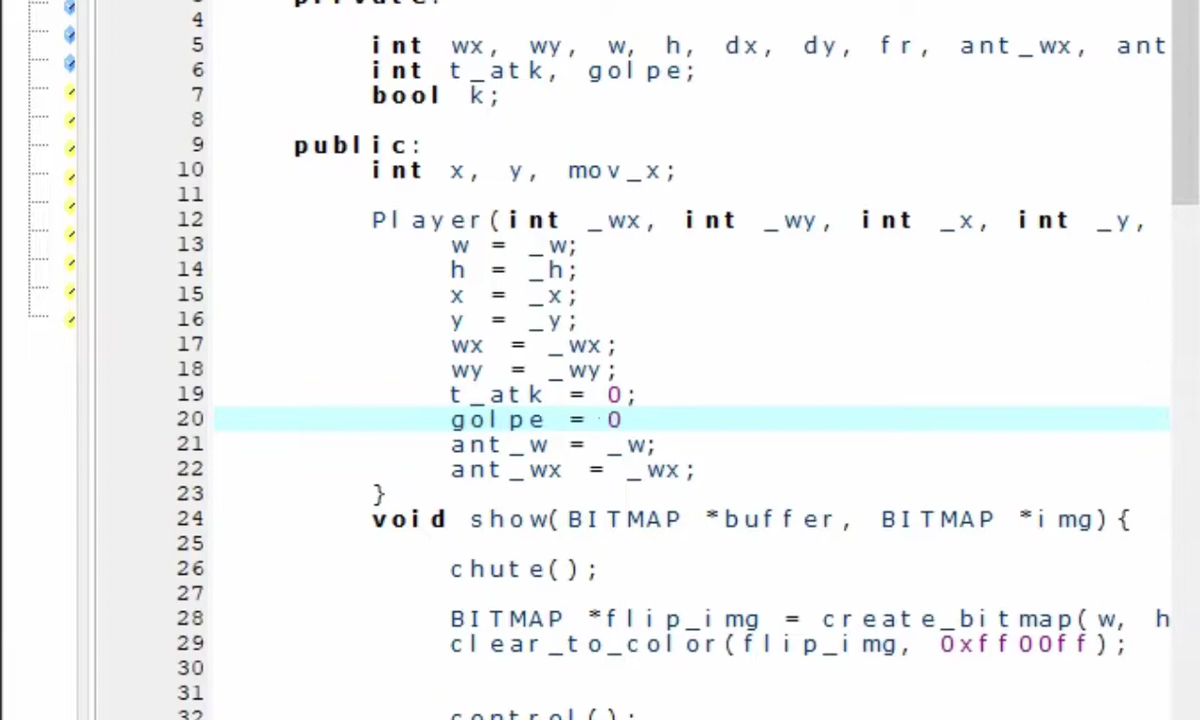 4
5 int wx, wy, w, h, dx, dy, fr, ant_wx, ant
6 int t_atk, golpe;
7 bool k;
8
9 public:
10 int x, y, mov_x;
11
12 Player(int _wx, int _wy, int _x, int _y,
13 w = _w;
14 h = _h;
15 x = _x;
16 y = _y;
17 wx = _wx;
18 wy = _wy;
19 t_atk = 0;
20 golpe = 0
21 ant_w = _w;
22 ant_wx = _wx;
23 }
24 void show(BITMAP *buffer, BITMAP *img){
25
26 chute();
27
28 BITMAP *flip_img = create_bitmap(w, h
29 clear_to_color(flip_img, 0xff00ff);
30
31
32 control();